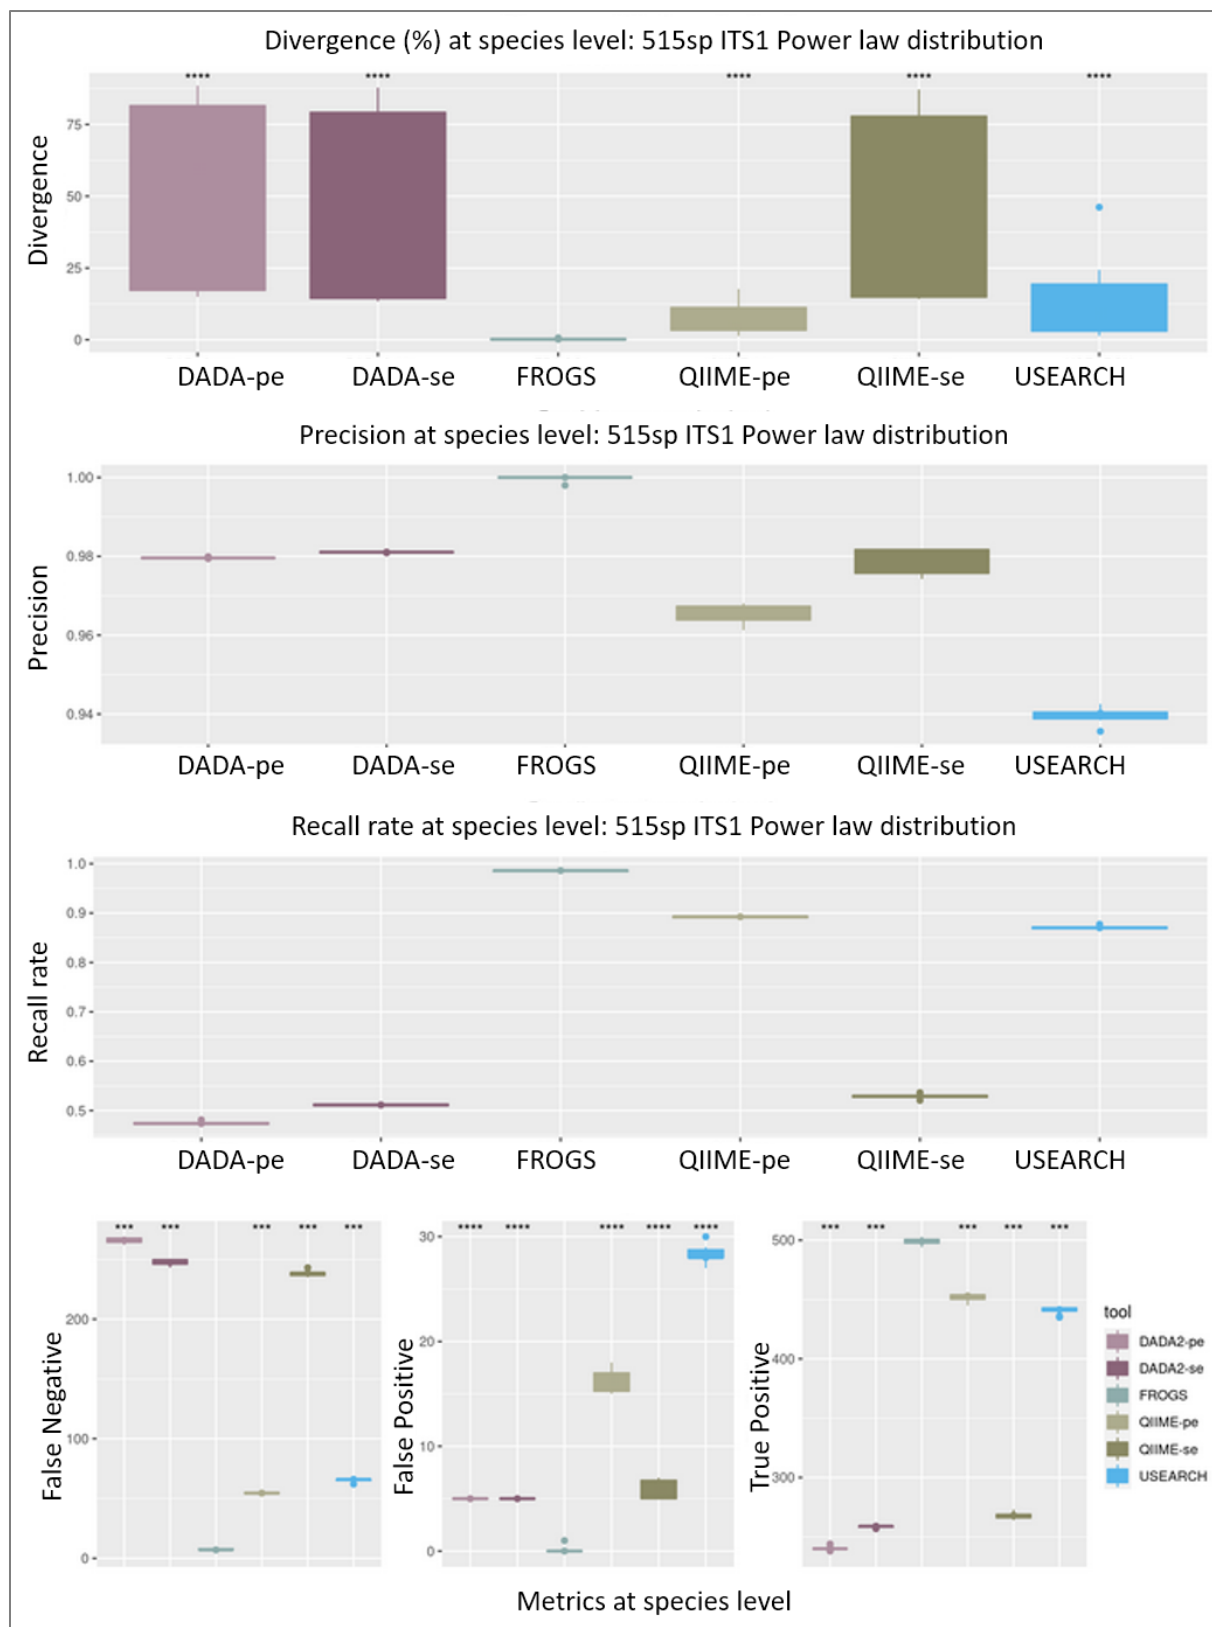 Divergence (%) at species level: 515sp ITS1 Power law distribution
**** **** **** **** ****
Divergence
75
50
25
0
DADA-pe DADA-se FROGS QIIME-pe QIIME-se USEARCH
Precision at species level: 515sp ITS1 Power law distribution
Precision
1.00
0.98
0.96
0.94
DADA-pe DADA-se FROGS QIIME-pe QIIME-se USEARCH
Recall rate at species level: 515sp ITS1 Power law distribution
Recall rate
1.0
0.9
0.8
0.7
0.6
0.5
DADA-pe DADA-se FROGS QIIME-pe QIIME-se USEARCH
*** *** *** *** ***
False Negative
200
100
0
**** **** **** **** ****
False Positive
30
20
10
0
*** *** *** *** ***
True Positive
500
400
300
tool
DADA2-pe
DADA2-se
FROGS
QIIME-pe
QIIME-se
USEARCH
Metrics at species level